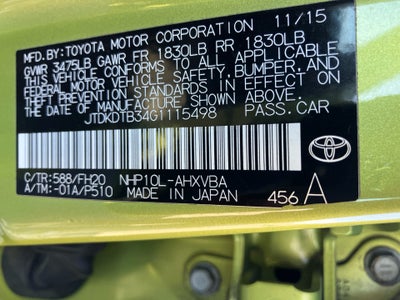 MFD.BY:TOYOTA MOTOR CORPORATION 11/15
GVWR 3475LB GAWR FR 1830LB RR 1830LB
THIS VEHICLE CONFORMS TO ALL APPLICABLE
FEDERAL MOTOR VEHICLE SAFETY, BUMPER, AND
THEFT PREVENTION STANDARDS IN EFFECT ON
THE DATE OF MANUFACTURE SHOWN ABOVE.
JTDKDTB34G1115498 PASS.CAR
C/TR:588/FH20 NHP10L-AHXVBA
A/TM:-01A/P510 MADE IN JAPAN 456 A